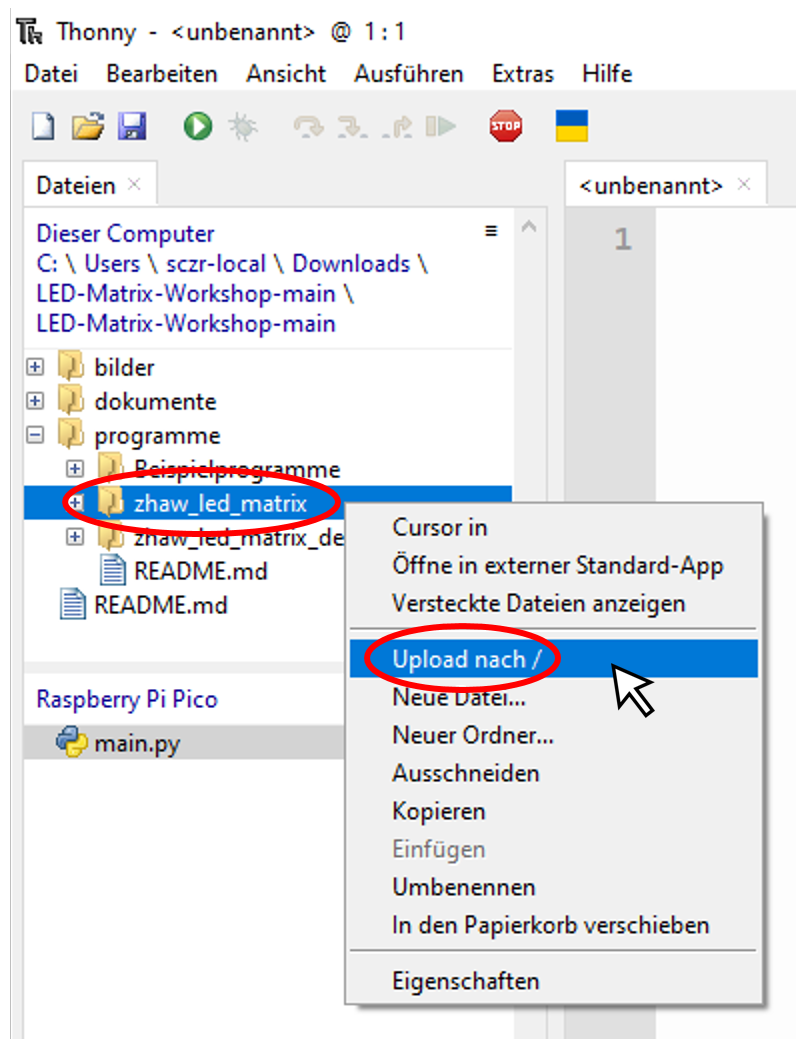 Thonny - <unbenannt> @ 1:1
Datei Bearbeiten Ansicht Ausführen Extras Hilfe
STOP
Dateien
<unbenannt>
Dieser Computer
C: \ Users \ sczr-local \ Downloads \
LED-Matrix-Workshop-main \
LED-Matrix-Workshop-main
1
bilder
dokumente
programme
Beispielprogramme
zhaw_led_matrix
zhaw_led_matrix_de
README.md
README.md
Raspberry Pi Pico
main.py
Cursor in
Öffne in externer Standard-App
Versteckte Dateien anzeigen
Upload nach /
Neue Datei...
Neuer Ordner...
Ausschneiden
Kopieren
Einfügen
Umbenennen
In den Papierkorb verschieben
Eigenschaften